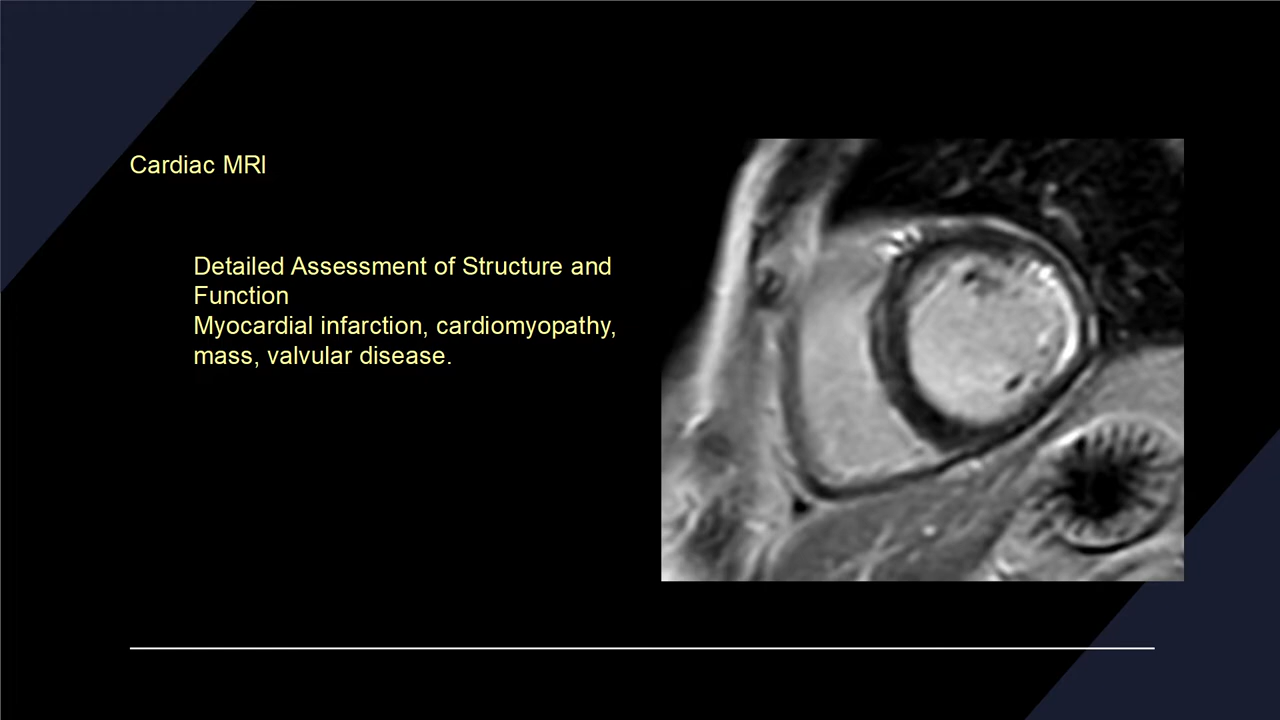 Cardiac MRI
Detailed Assessment of Structure and
Function
Myocardial infarction, cardiomyopathy,
mass, valvular disease.